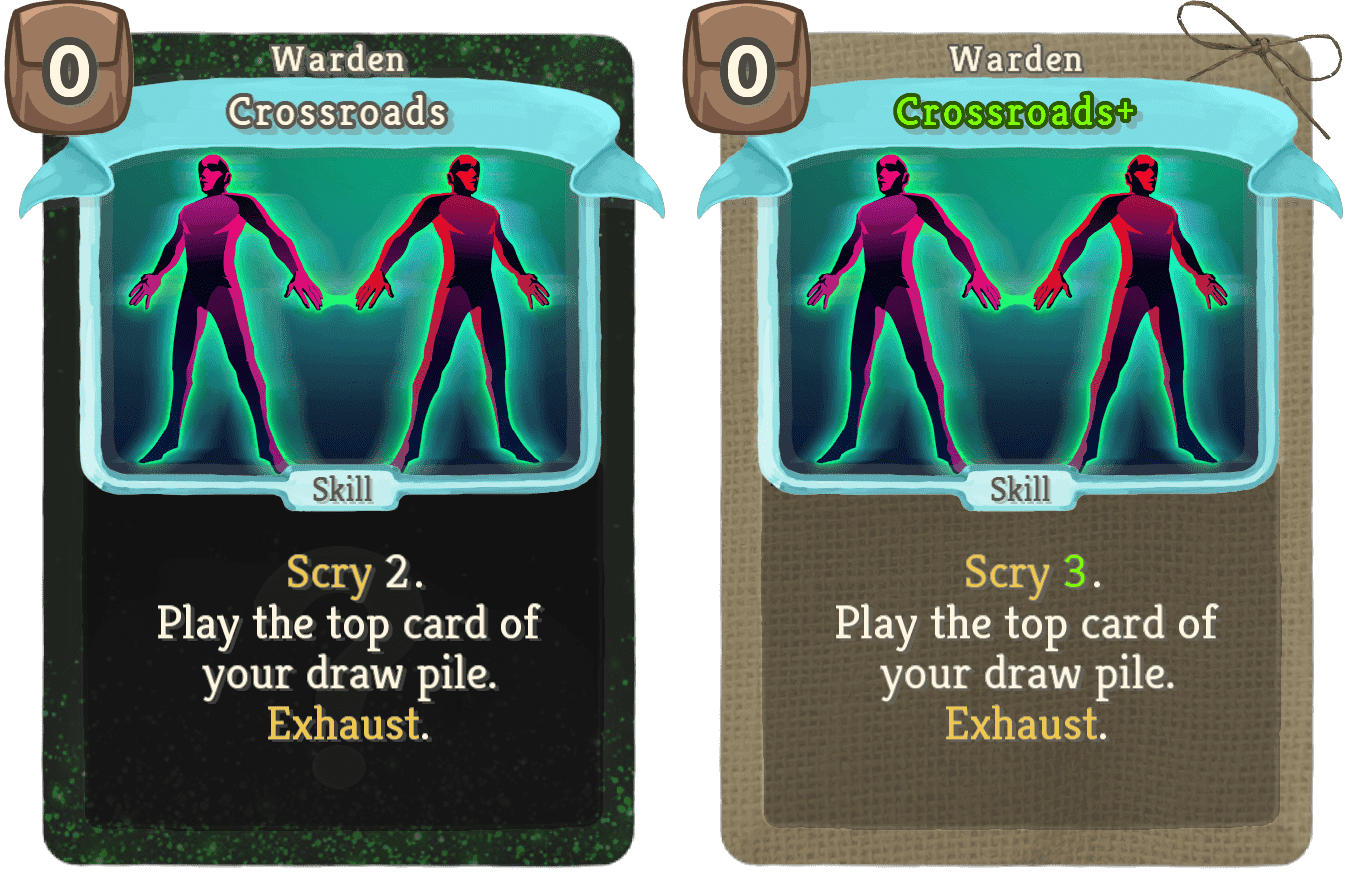 0
Warden
Crossroads
Skill
Scry 2.
Play the top card of
your draw pile.
Exhaust.
0
Warden
Crossroads+
Skill
Scry 3.
Play the top card of
your draw pile.
Exhaust.